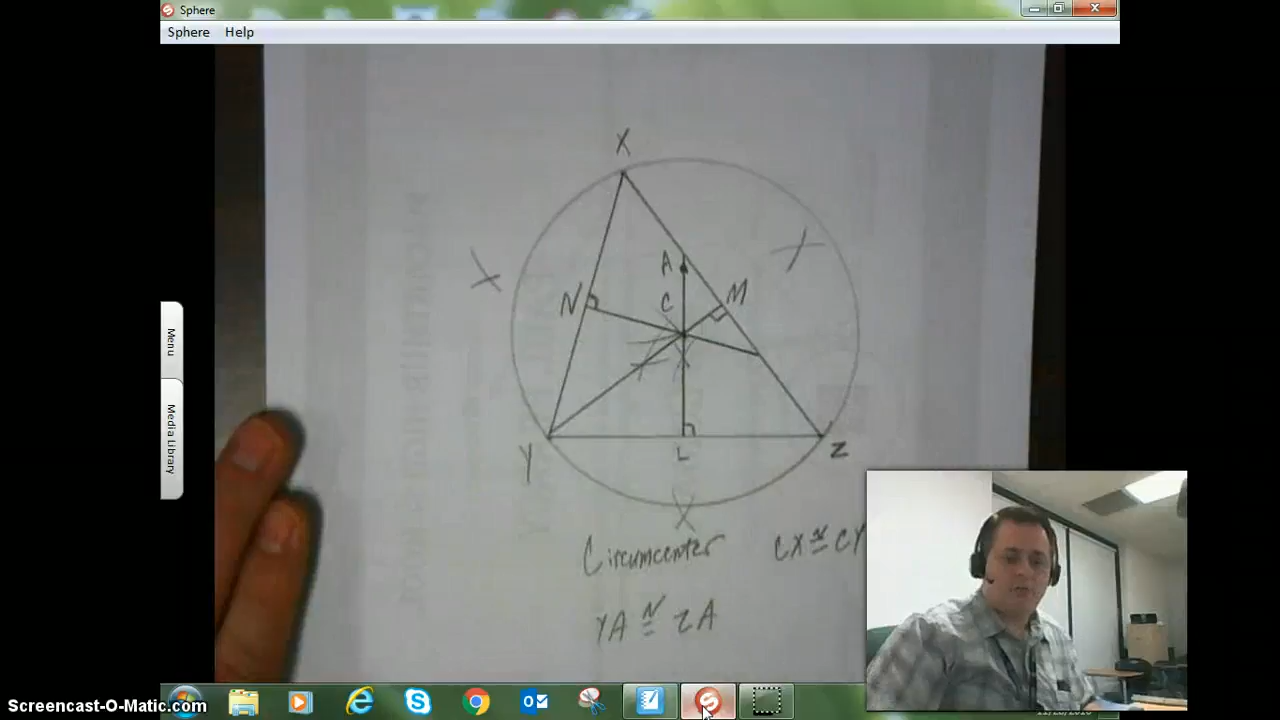 Sphere
Sphere Help
X
A
N
C
M
Menu
Media Library
Y
L
Z
Circumcenter CX ≅ CY
YA ≅ ZA
Screencast-O-Matic.com